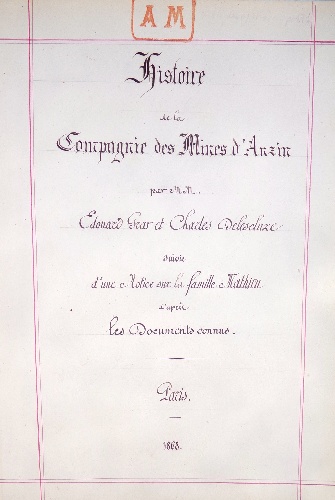 AM
Histoire
de la
Compagnie des Mines d'Anzin
par MM.
Edouard Grar et Charles Delescluze
suivie
d'une Notice sur la famille Mathieu
d'après
les Documents connus.
Paris.
1868.